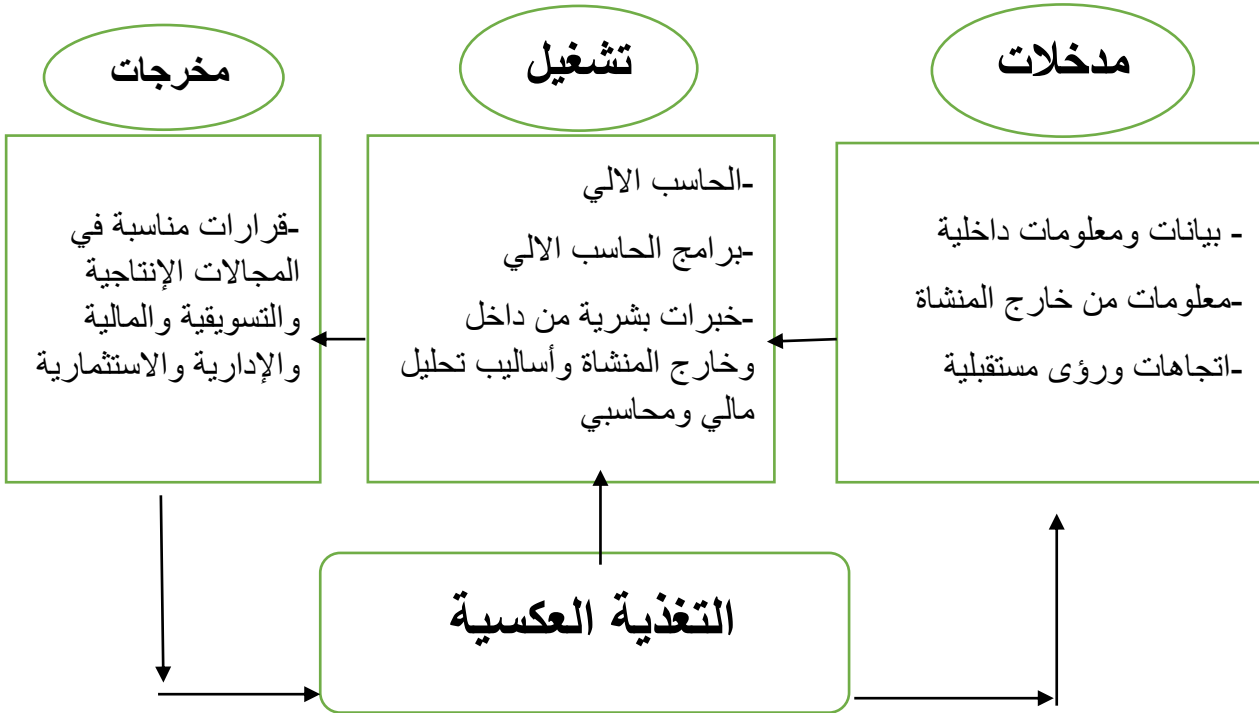 مدخلات
- بيانات ومعلومات داخلية
-معلومات من خارج المنشاة
-اتجاهات ورؤى مستقبلية
تشغيل
-الحاسب الالي
-برامج الحاسب الالي
-خبرات بشرية من داخل
وخارج المنشاة وأساليب تحليل
مالي ومحاسبي
مخرجات
-قرارات مناسبة في
المجالات الإنتاجية
والتسويقية والمالية
والإدارية والاستثمارية
التغذية العكسية